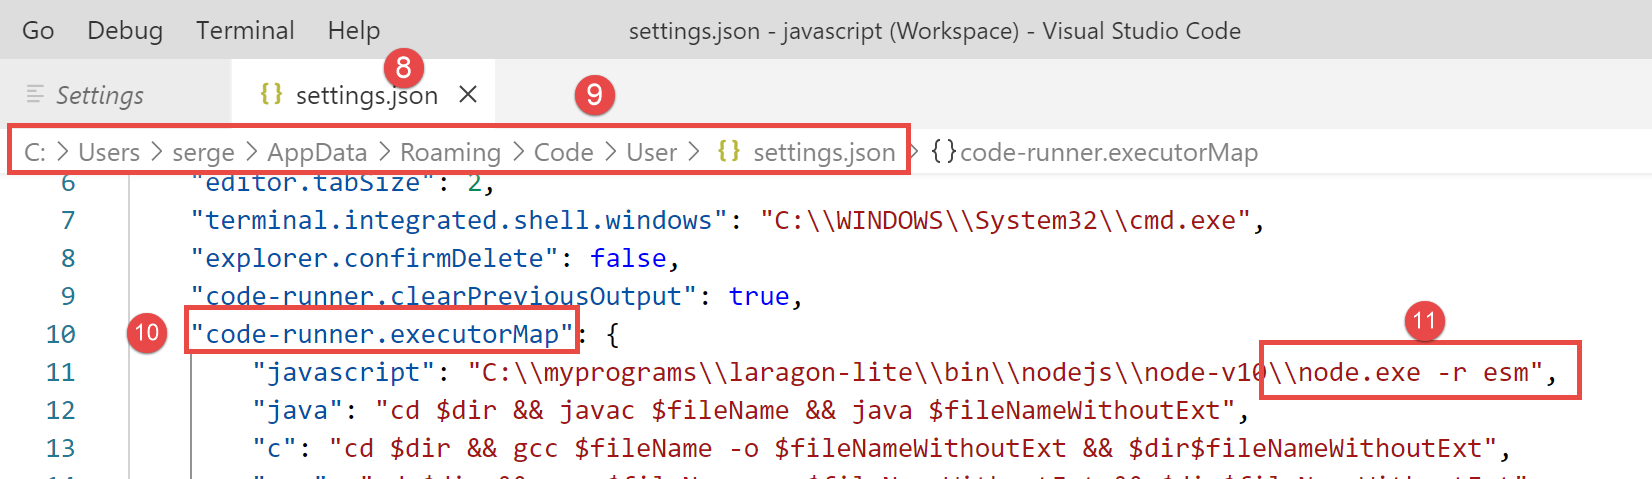 Go Debug Terminal Help settings.json - javascript (Workspace) - Visual Studio Code
8
Settings {} settings.json ×
9
C: > Users > serge > AppData > Roaming > Code > User > {} settings.json > {} code-runner.executorMap
6 "editor.tabSize": 2,
7 "terminal.integrated.shell.windows": "C:\\WINDOWS\\System32\\cmd.exe",
8 "explorer.confirmDelete": false,
9 "code-runner.clearPreviousOutput": true,
10 10 "code-runner.executorMap": {
11
11 "javascript": "C:\\myprograms\\laragon-lite\\bin\\nodejs\\node-v10\\node.exe -r esm",
12 "java": "cd $dir && javac $fileName && java $fileNameWithoutExt",
13 "c": "cd $dir && gcc $fileName -o $fileNameWithoutExt && $dir$fileNameWithoutExt",